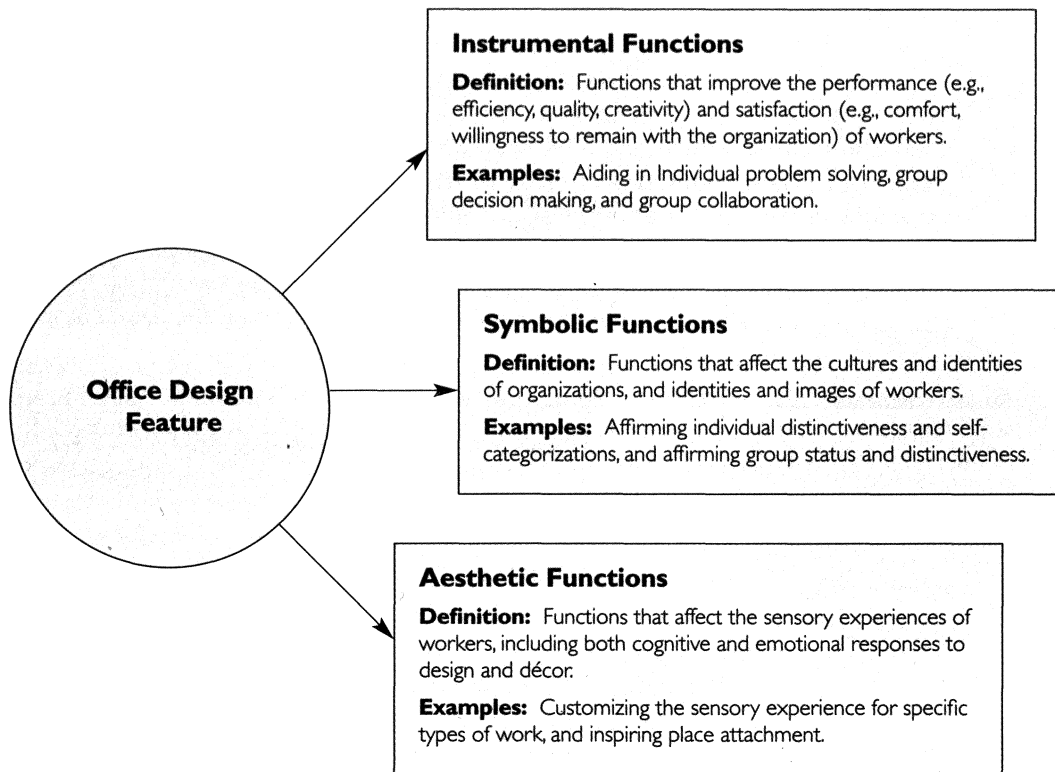 Instrumental Functions
Definition: Functions that improve the performance (e.g.,
efficiency, quality, creativity) and satisfaction (e.g., comfort,
willingness to remain with the organization) of workers.
Examples: Aiding in Individual problem solving, group
decision making, and group collaboration.
Office Design
Feature
Symbolic Functions
Definition: Functions that affect the cultures and identities
of organizations, and identities and images of workers.
Examples: Affirming individual distinctiveness and self-
categorizations, and affirming group status and distinctiveness.
Aesthetic Functions
Definition: Functions that affect the sensory experiences of
workers, including both cognitive and emotional responses to
design and décor.
Examples: Customizing the sensory experience for specific
types of work, and inspiring place attachment.